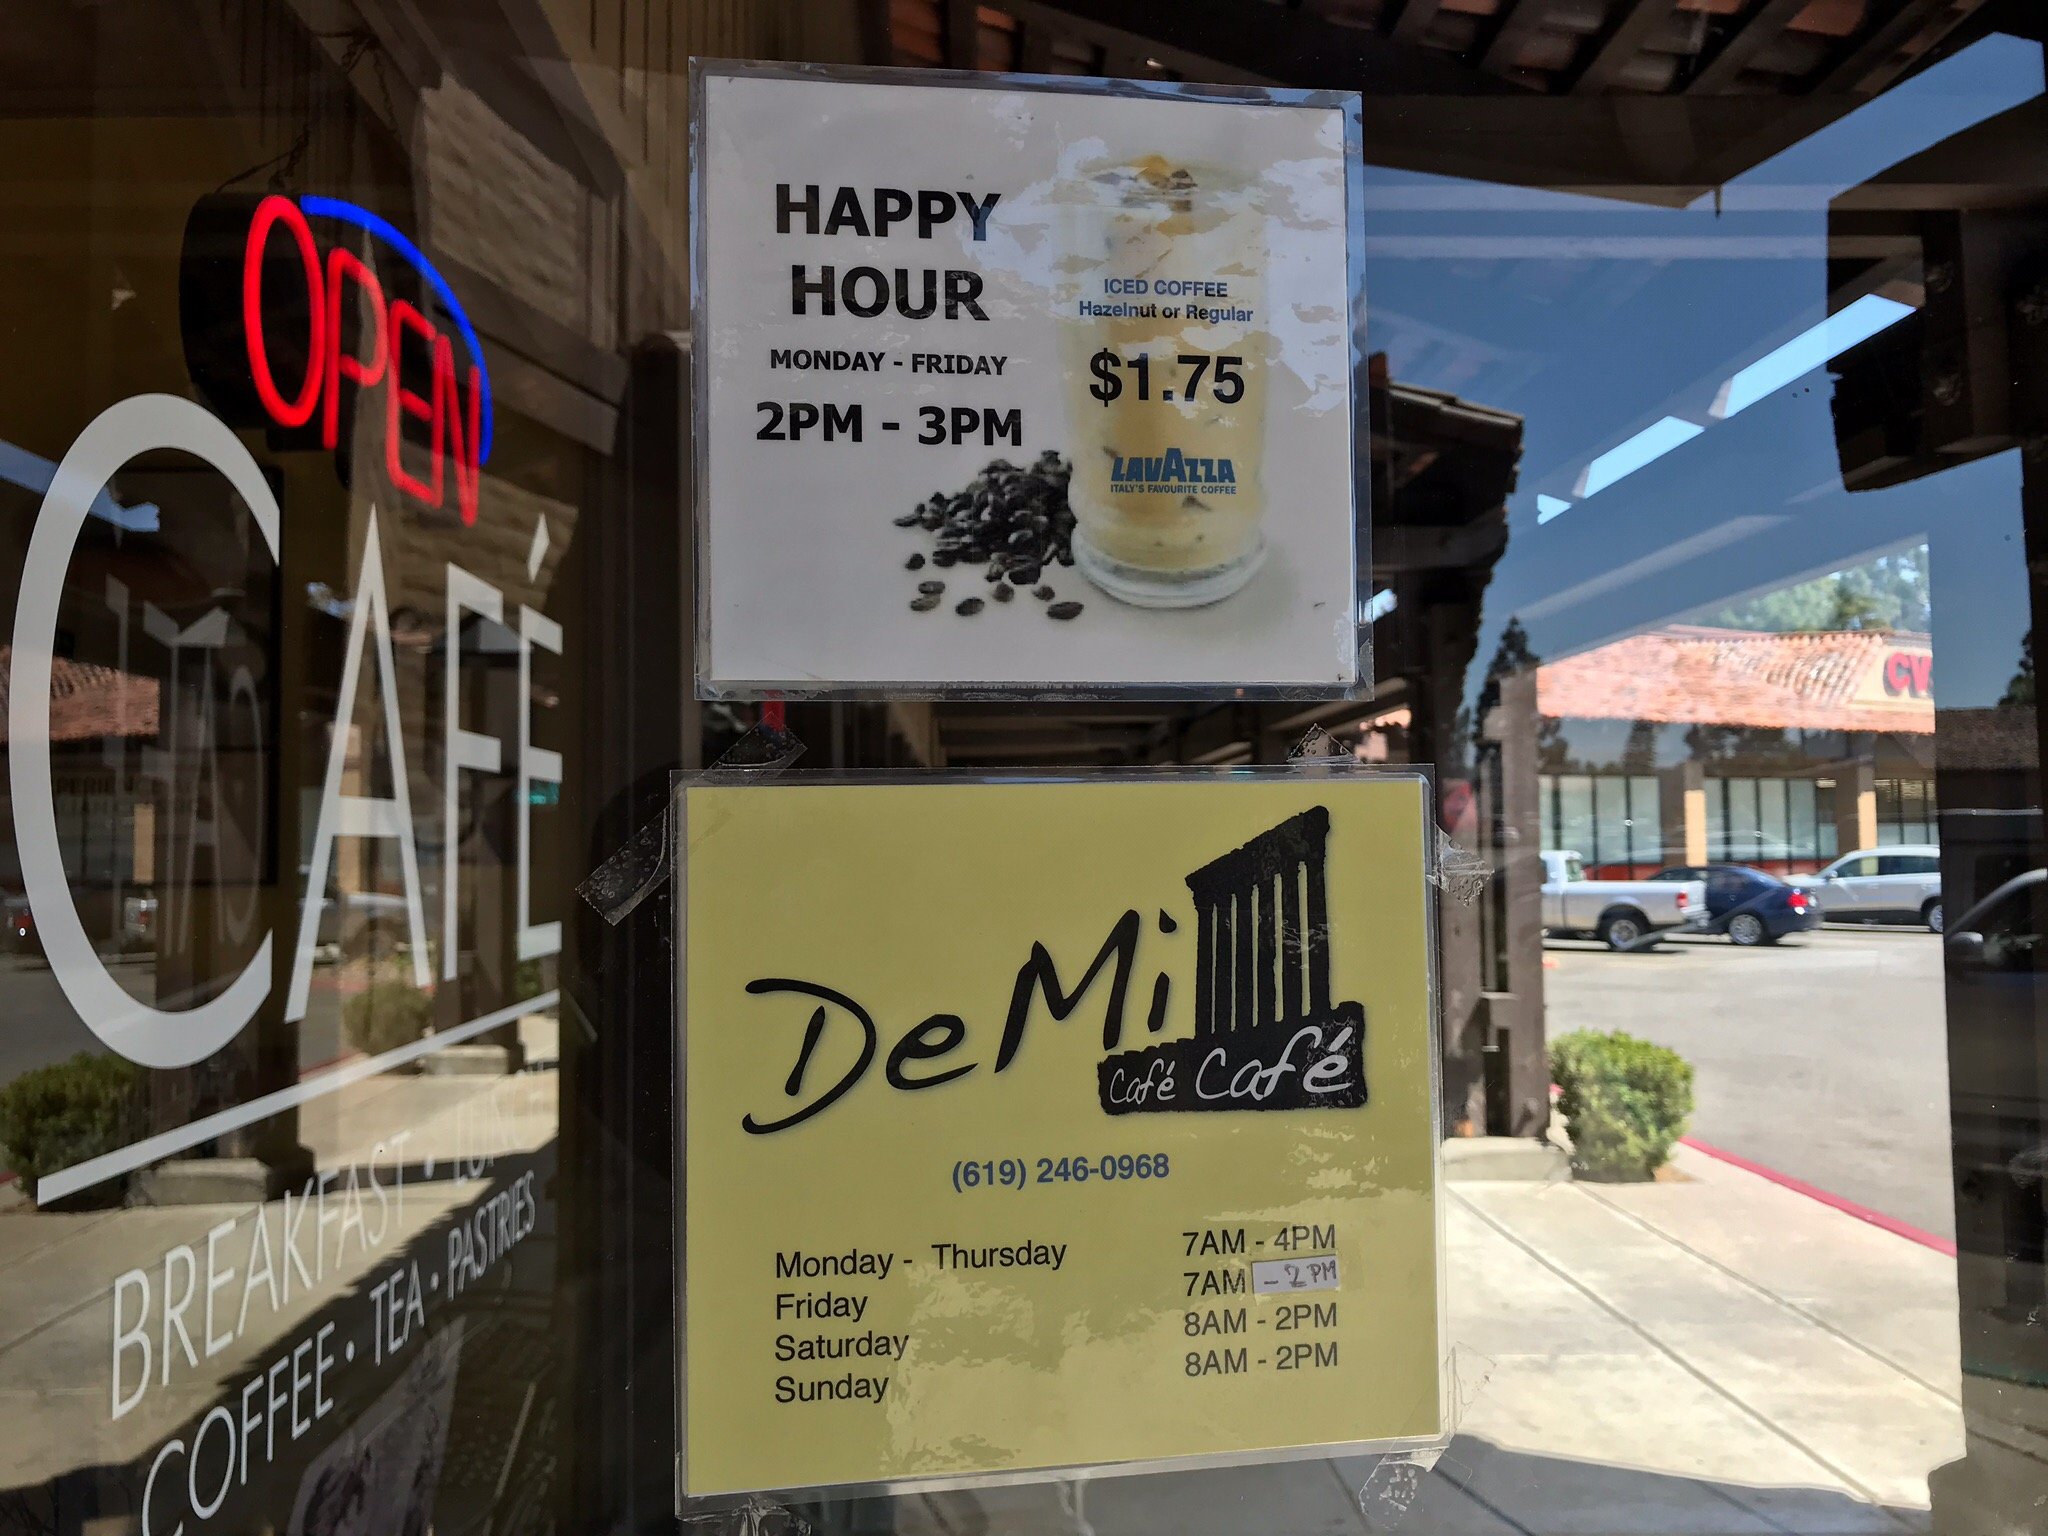 OPEN
CAFÉ
BREAKFAST · LUNCH
COFFEE · TEA · PASTRIES
HAPPY
HOUR
MONDAY - FRIDAY
2PM - 3PM
ICED COFFEE
Hazelnut or Regular
$1.75
LAVAZZA
ITALY'S FAVOURITE COFFEE
DeMi
Café Café
(619) 246-0968
Monday - Thursday 7AM - 4PM
Friday 7AM - 2PM
Saturday 8AM - 2PM
Sunday 8AM - 2PM